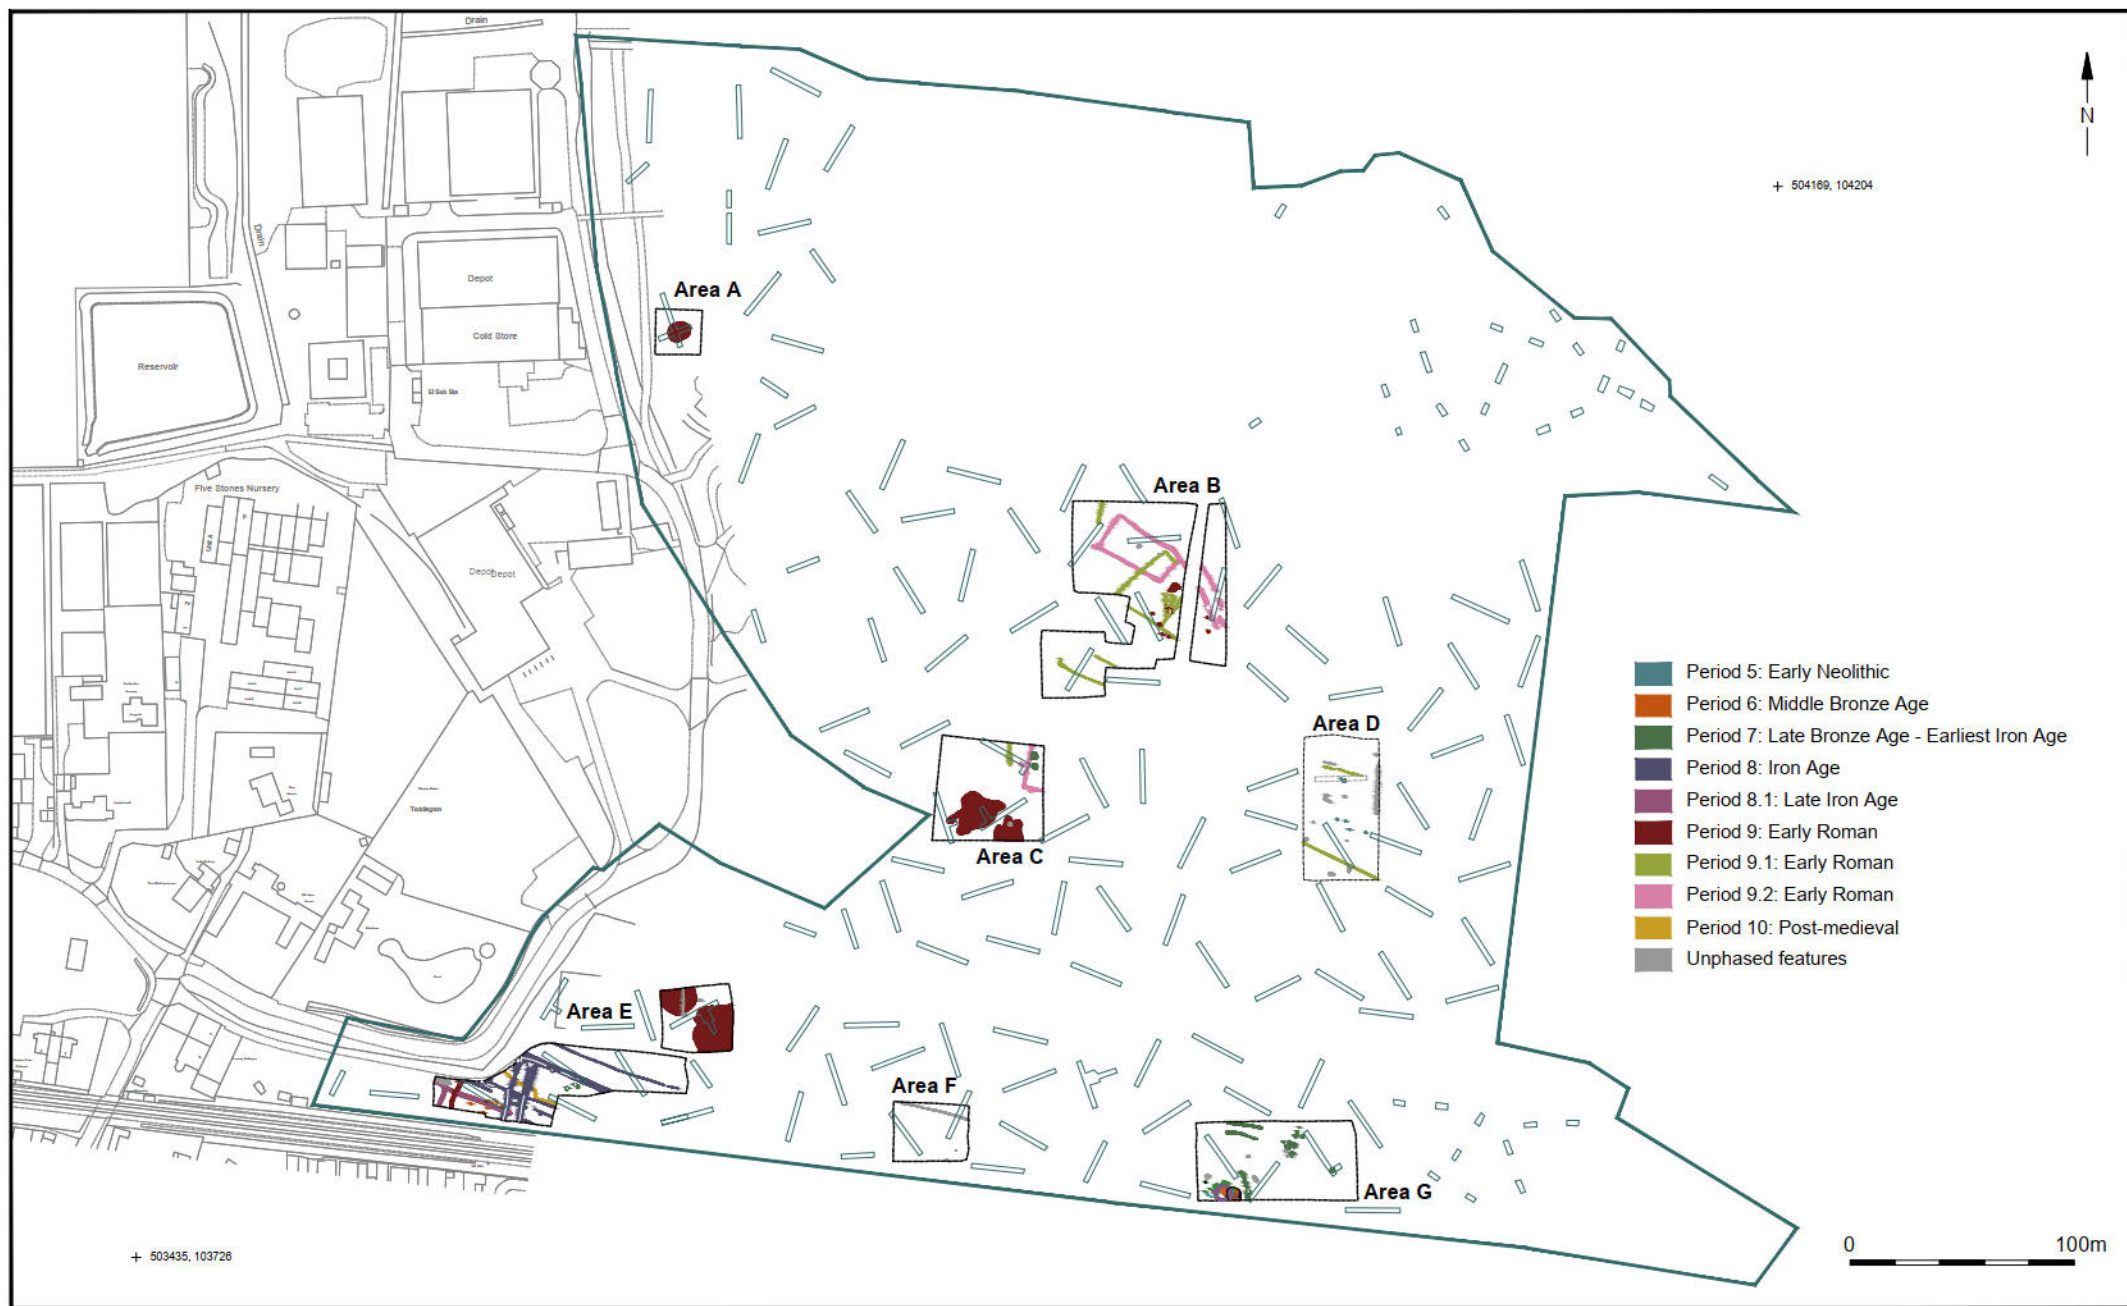 Drain
N
504169, 104204
Drain
Depot
Area A
Cold Store
Reservoir
El Sub Sta
Five Stones Nursery
Area B
Depot
Depot
Period 5: Early Neolithic
Period 6: Middle Bronze Age
Area D
Period 7: Late Bronze Age - Earliest Iron Age
Period 8: Iron Age
Period 8.1: Late Iron Age
Toddington
Period 9: Early Roman
Area C
Period 9.1: Early Roman
Period 9.2: Early Roman
Period 10: Post-medieval
Unphased features
Area E
Area F
Area G
503435, 103726
0 100m